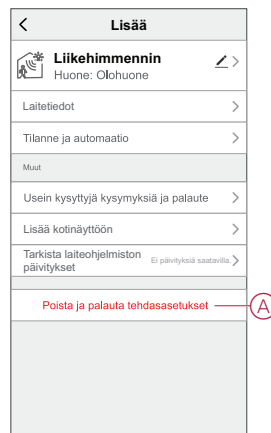 Lisää
Liikehimmennin
Huone: Olohuone
Laitetiedot
Tilanne ja automaatio
Muut
Usein kysyttyjä kysymyksiä ja palaute
Lisää kotinäyttöön
Tarkista laiteohjelmiston
päivitykset
Ei päivityksiä saatavilla.
Poista ja palauta tehdasasetukset
A